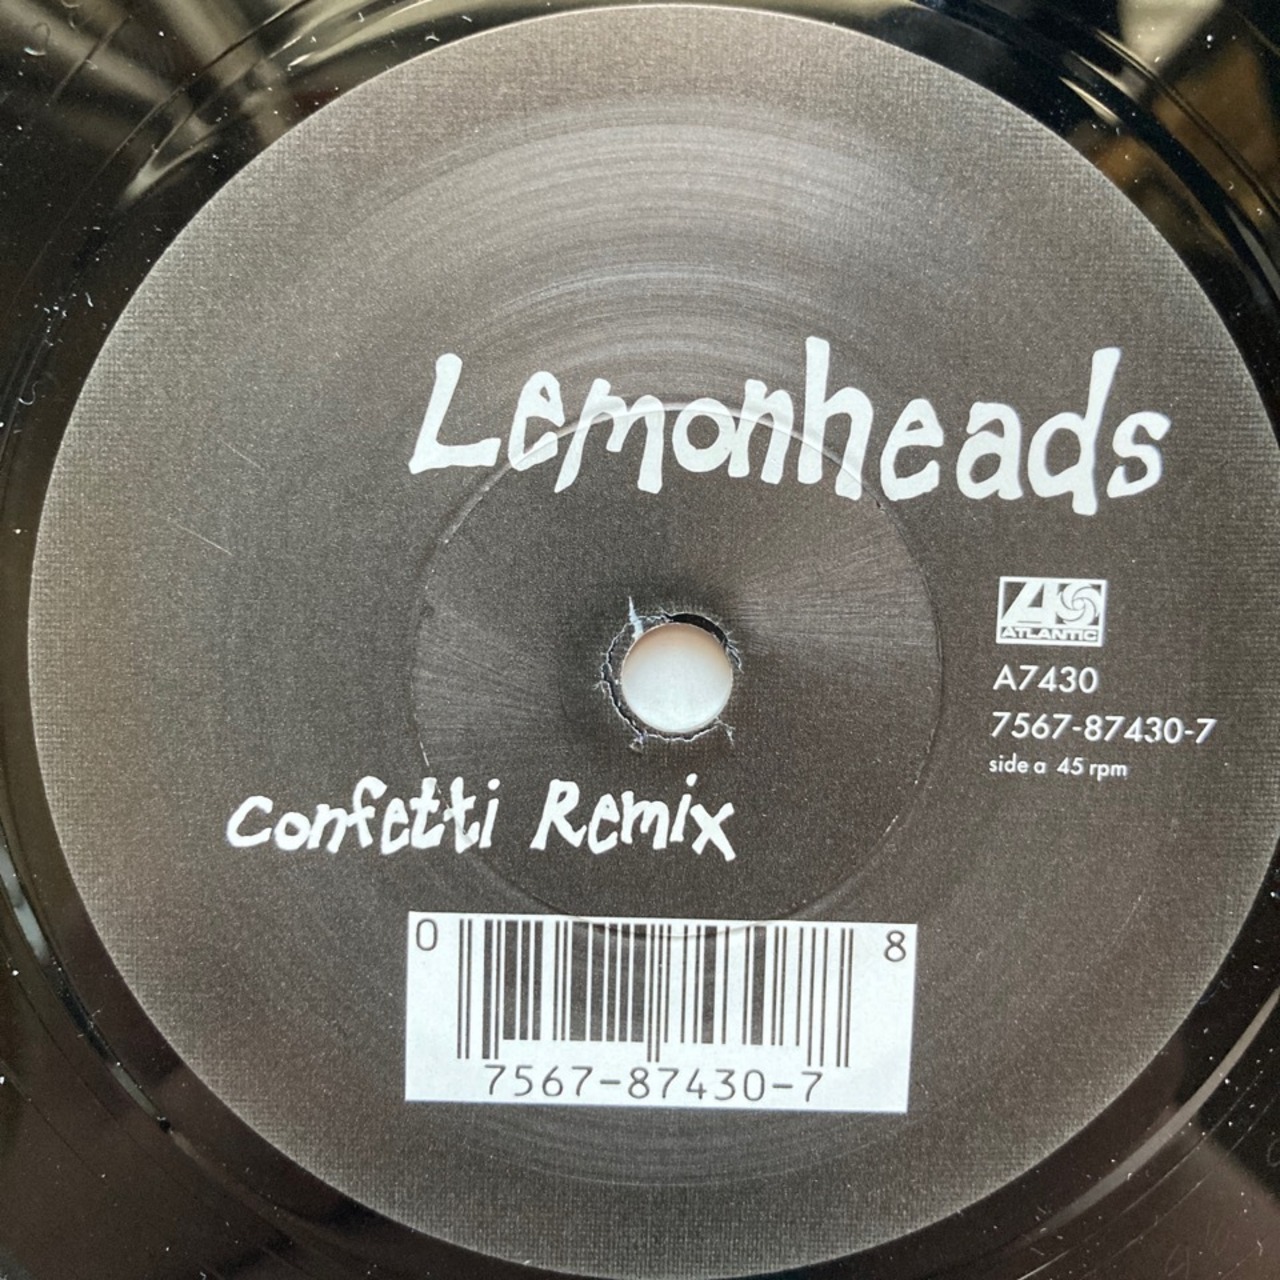 Lemonheads
ATLANTIC
A7430
7567-87430-7
side a 45 rpm
Confetti Remix
0 8
7567-87430-7